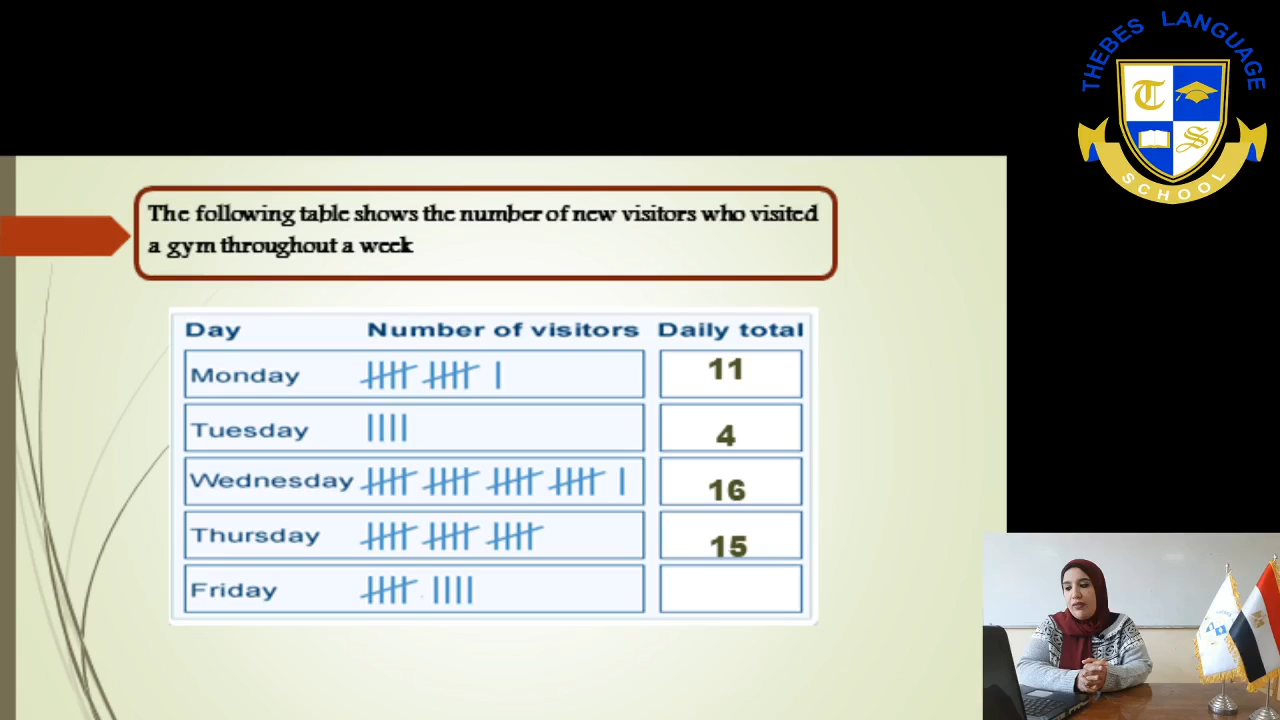 THEBES LANGUAGE
T
S
SCHOOL
The following table shows the number of new visitors who visited
a gym throughout a week
Day Number of visitors Daily total
Monday 11
Tuesday 4
Wednesday 16
Thursday 15
Friday